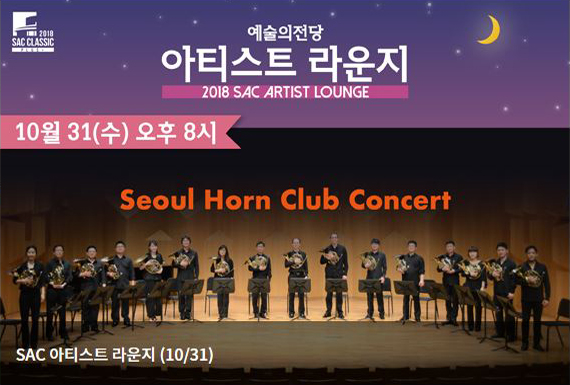 2018
SAC CLASSIC
예술의전당
아티스트 라운지
2018 SAC ARTIST LOUNGE
10월 31(수) 오후 8시
Seoul Horn Club Concert
SAC 아티스트 라운지 (10/31)